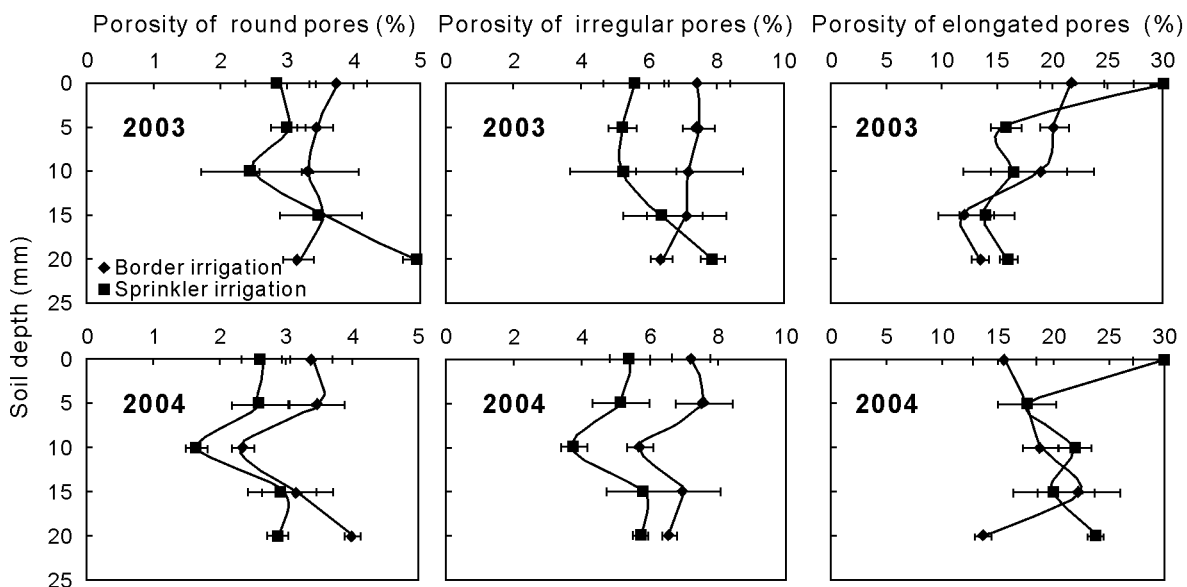 Porosity of round pores (%) Porosity of irregular pores (%) Porosity of elongated pores (%)
0 1 2 3 4 5 0 2 4 6 8 10 0 5 10 15 20 25 30
0
5
10
15
20
25
2003 2003 2003
Border irrigation
Sprinkler irrigation
Soil depth (mm)
0 1 2 3 4 5 0 2 4 6 8 10 0 5 10 15 20 25 30
0
5
10
15
20
25
2004 2004 2004